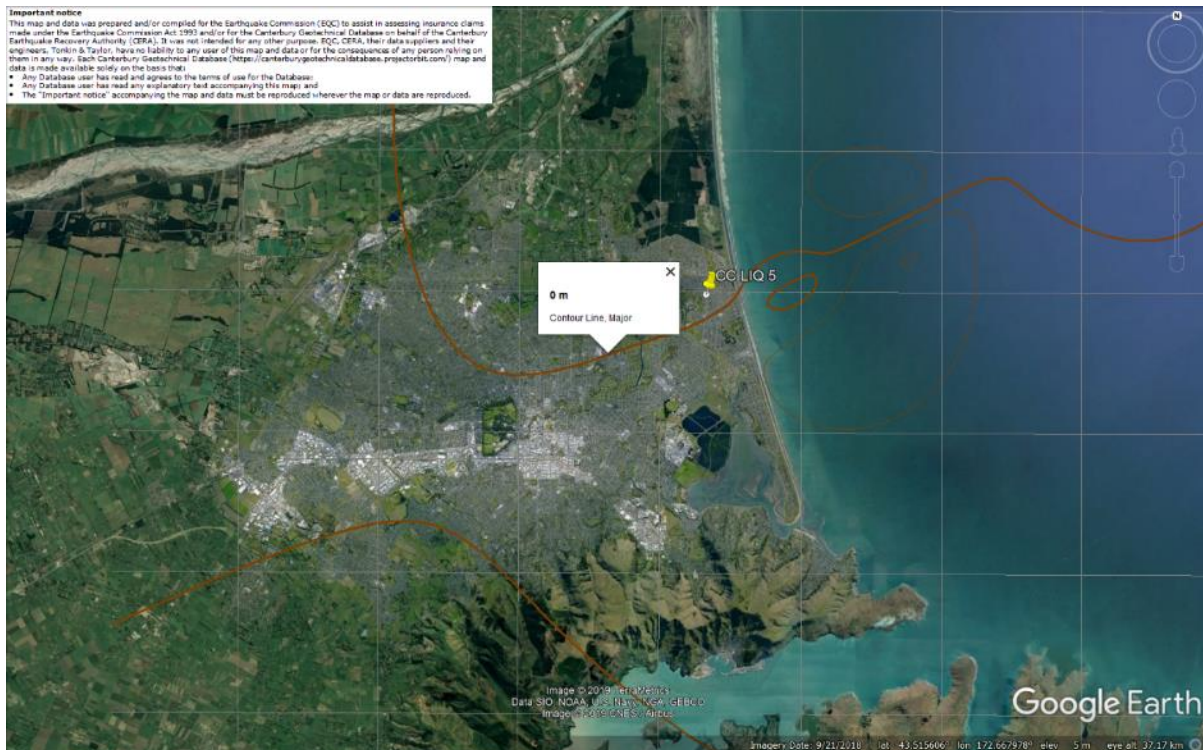 Important notice
This map and data was prepared and/or compiled for the Earthquake Commission (EQC) to assist in assessing insurance claims
made under the Earthquake Commission Act 1993 and/or for the Canterbury Geotechnical Database on behalf of the Canterbury
Earthquake Recovery Authority (CERA). It was not intended for any other purpose. EQC, CERA, their data suppliers and their
engineers, Tonkin & Taylor, have no liability to any user of this map and data or for the consequences of any person relying on
them in any way. Each Canterbury Geotechnical Database (https://canterburygeotechnicaldatabase.projectorbit.com/) map and
data is made available solely on the basis that:
• Any Database user has read and agrees to the terms of use for the Database;
• Any Database user has read any explanatory text accompanying this map; and
• The "Important notice" accompanying the map and data must be reproduced wherever the map or data are reproduced.
N
CC LIQ 5
0 m
Contour Line, Major
Image © 2019 TerraMetrics
Data SIO, NOAA, U.S. Navy, NGA, GEBCO
Image © 2019 CNES / Airbus
Google Earth
Imagery Date: 9/21/2018 lat -43.515606° lon 172.667978° elev 5 m eye alt 37.17 km